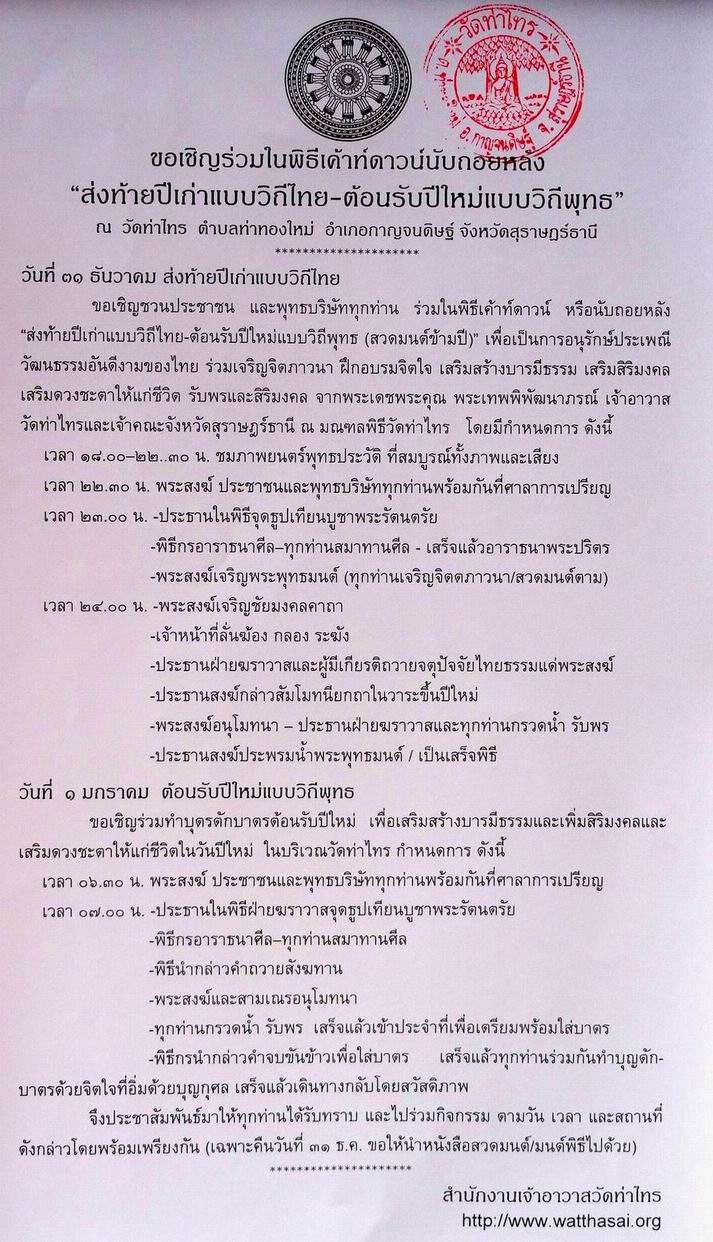 วัดท่าไทร
อ.กาญจนดิษฐ์ จ.สุราษฎร์ธานี
ขอเชิญร่วมในพิธีเค้าท์ดาวน์นับถอยหลัง
“ส่งท้ายปีเก่าแบบวิถีไทย-ต้อนรับปีใหม่แบบวิถีพุทธ”
ณ วัดท่าไทร ตำบลท่าทองใหม่ อำเภอกาญจนดิษฐ์ จังหวัดสุราษฏร์ธานี
*********************
วันที่ ๓๑ ธันวาคม ส่งท้ายปีเก่าแบบวิถีไทย
ขอเชิญชวนประชาชน และพุทธบริษัททุกท่าน ร่วมในพิธีเค้าท์ดาวน์ หรือนับถอยหลัง
“ส่งท้ายปีเก่าแบบวิถีไทย-ต้อนรับปีใหม่แบบวิถีพุทธ (สวดมนต์ข้ามปี)” เพื่อเป็นการอนุรักษ์ประเพณี
วัฒนธรรมอันดีงามของไทย ร่วมเจริญจิตภาวนา ฝึกอบรมจิตใจ เสริมสร้างบารมีธรรม เสริมสิริมงคล
เสริมดวงชะตาให้แก่ชีวิต รับพรและสิริมงคล จากพระเดชพระคุณ พระเทพพิพัฒนาภรณ์ เจ้าอาวาส
วัดท่าไทรและเจ้าคณะจังหวัดสุราษฎร์ธานี ณ มณฑลพิธีวัดท่าไทร โดยมีกำหนดการ ดังนี้
เวลา ๑๘.๐๐–๒๒..๓๐ น. ชมภาพยนตร์พุทธประวัติ ที่สมบูรณ์ทั้งภาพและเสียง
เวลา ๒๒.๓๐ น. พระสงฆ์ ประชาชนและพุทธบริษัททุกท่านพร้อมกันที่ศาลาการเปรียญ
เวลา ๒๓.๐๐ น. -ประธานในพิธีจุดธูปเทียนบูชาพระรัตนตรัย
-พิธีกรอาราธนาศีล–ทุกท่านสมาทานศีล - เสร็จแล้วอาราธนาพระปริตร
-พระสงฆ์เจริญพระพุทธมนต์ (ทุกท่านเจริญจิตตภาวนา/สวดมนต์ตาม)
เวลา ๒๔.๐๐ น. -พระสงฆ์เจริญชัยมงคลคาถา
-เจ้าหน้าที่ลั่นฆ้อง กลอง ระฆัง
-ประธานฝ่ายฆราวาสและผู้มีเกียรติถวายจตุปัจจัยไทยธรรมแด่พระสงฆ์
-ประธานสงฆ์กล่าวสัมโมทนียกถาในวาระขึ้นปีใหม่
-พระสงฆ์อนุโมทนา – ประธานฝ่ายฆราวาสและทุกท่านกรวดน้ำ รับพร
-ประธานสงฆ์ประพรมน้ำพระพุทธมนต์ / เป็นเสร็จพิธี
วันที่ ๑ มกราคม ต้อนรับปีใหม่แบบวิถีพุทธ
ขอเชิญร่วมทำบุตรตักบาตรต้อนรับปีใหม่ เพื่อเสริมสร้างบารมีธรรมและเพิ่มสิริมงคลและ
เสริมดวงชะตาให้แก่ชีวิตในวันปีใหม่ ในบริเวณวัดท่าไทร กำหนดการ ดังนี้
เวลา ๐๖.๓๐ น. พระสงฆ์ ประชาชนและพุทธบริษัททุกท่านพร้อมกันที่ศาลาการเปรียญ
เวลา ๐๗.๐๐ น. -ประธานในพิธีฝ่ายฆราวาสจุดธูปเทียนบูชาพระรัตนตรัย
-พิธีกรอาราธนาศีล–ทุกท่านสมาทานศีล
-พิธีนำกล่าวคำถวายสังฆทาน
-พระสงฆ์และสามเณรอนุโมทนา
-ทุกท่านกรวดน้ำ รับพร เสร็จแล้วเข้าประจำที่เพื่อเตรียมพร้อมใส่บาตร
-พิธีกรนำกล่าวคำจบขันข้าวเพื่อใส่บาตร เสร็จแล้วทุกท่านร่วมกันทำบุญตัก-
บาตรด้วยจิตใจที่อิ่มด้วยบุญกุศล เสร็จแล้วเดินทางกลับโดยสวัสดิภาพ
จึงประชาสัมพันธ์มาให้ทุกท่านได้รับทราบ และไปร่วมกิจกรรม ตามวัน เวลา และสถานที่
ดังกล่าวโดยพร้อมเพรียงกัน (เฉพาะคืนวันที่ ๓๑ ธ.ค. ขอให้นำหนังสือสวดมนต์/มนต์พิธีไปด้วย)
*********************
สำนักงานเจ้าอาวาสวัดท่าไทร
http://www.watthasai.org